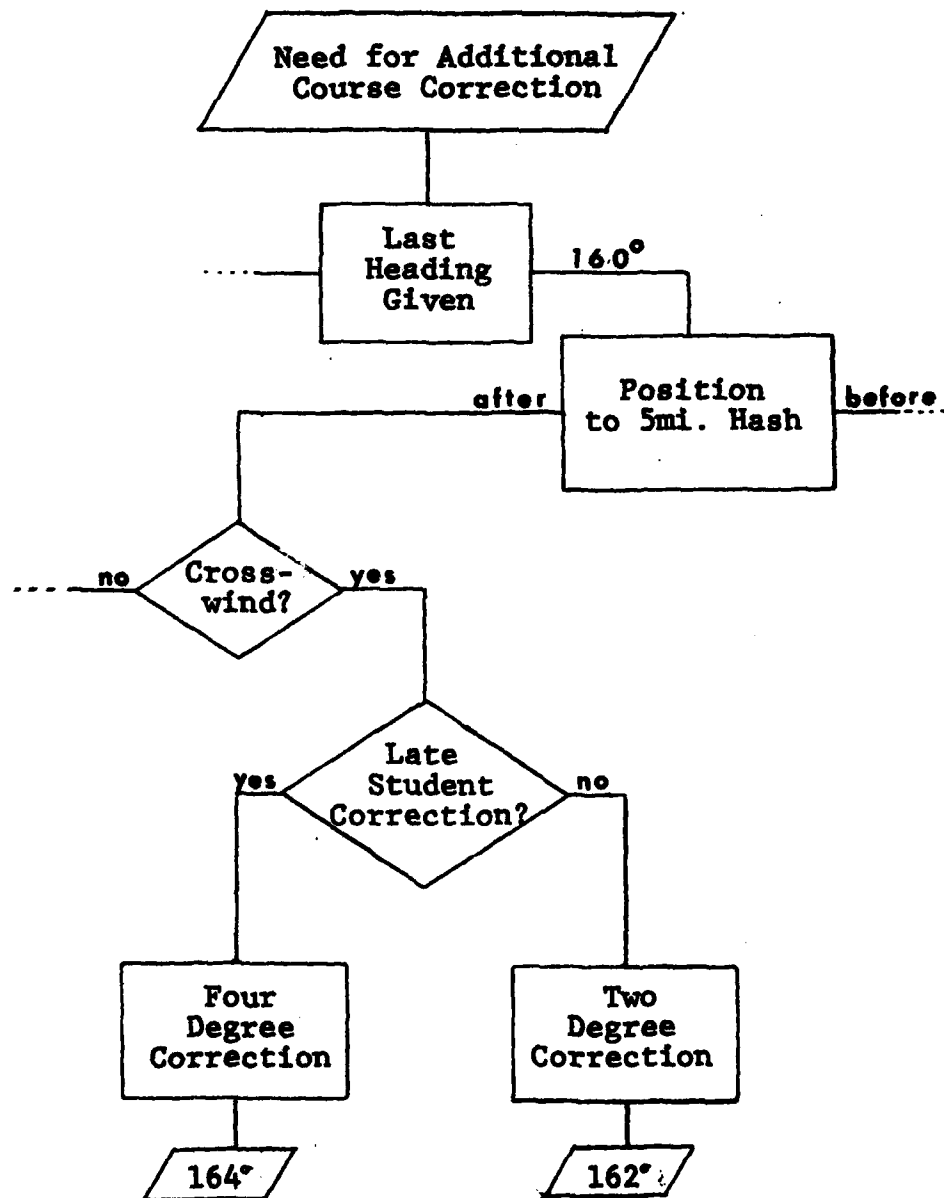 Need for Additional
Course Correction
Last
Heading
Given
160°
Position
to 5mi. Hash
after
before
Cross-
wind?
no
yes
Late
Student
Correction?
yes
no
Four
Degree
Correction
Two
Degree
Correction
164°
162°